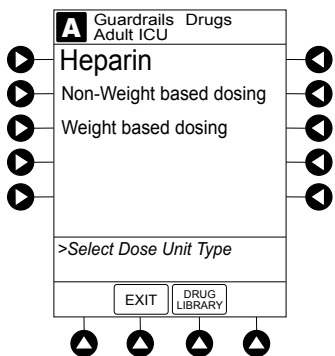 A Guardrails Drugs
Adult ICU
Heparin
Non-Weight based dosing
Weight based dosing
>Select Dose Unit Type
EXIT DRUG
LIBRARY